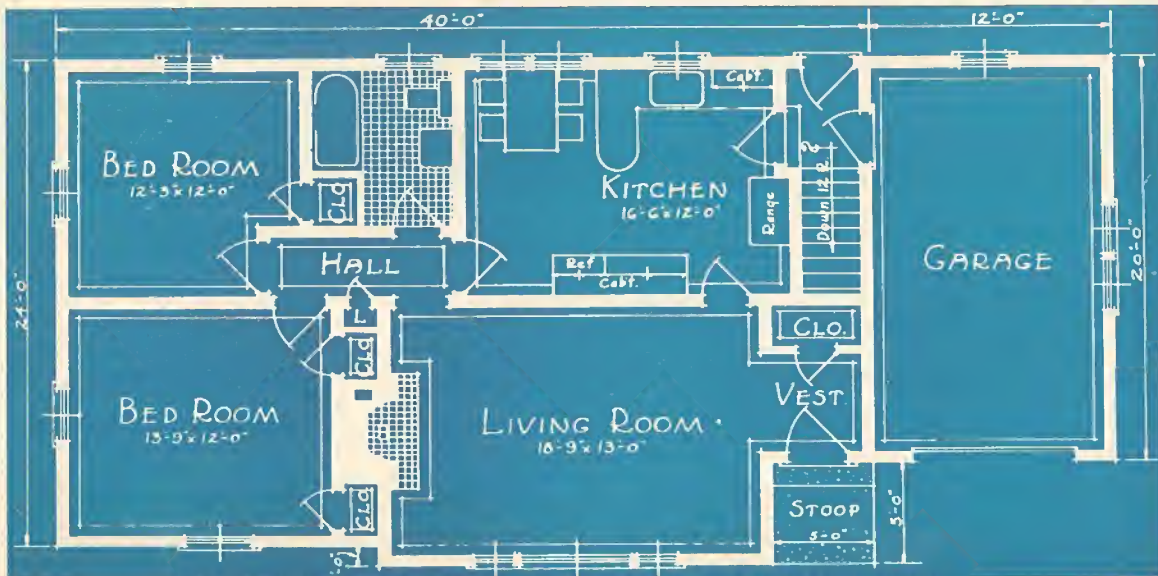 40'-0"
12'-0"
Cabt.
BED ROOM
12'-3" x 12'-0"
CLO
KITCHEN
16'-6" x 12'-0"
Range
Down 12 R.
HALL
Ref
Cabt.
GARAGE
20'-0"
24'-0"
L
CLO.
CLO
VEST.
BED ROOM
13'-9" x 12'-0"
LIVING ROOM
18'-9" x 13'-0"
CLO
STOOP
5'-0"
5'-0"